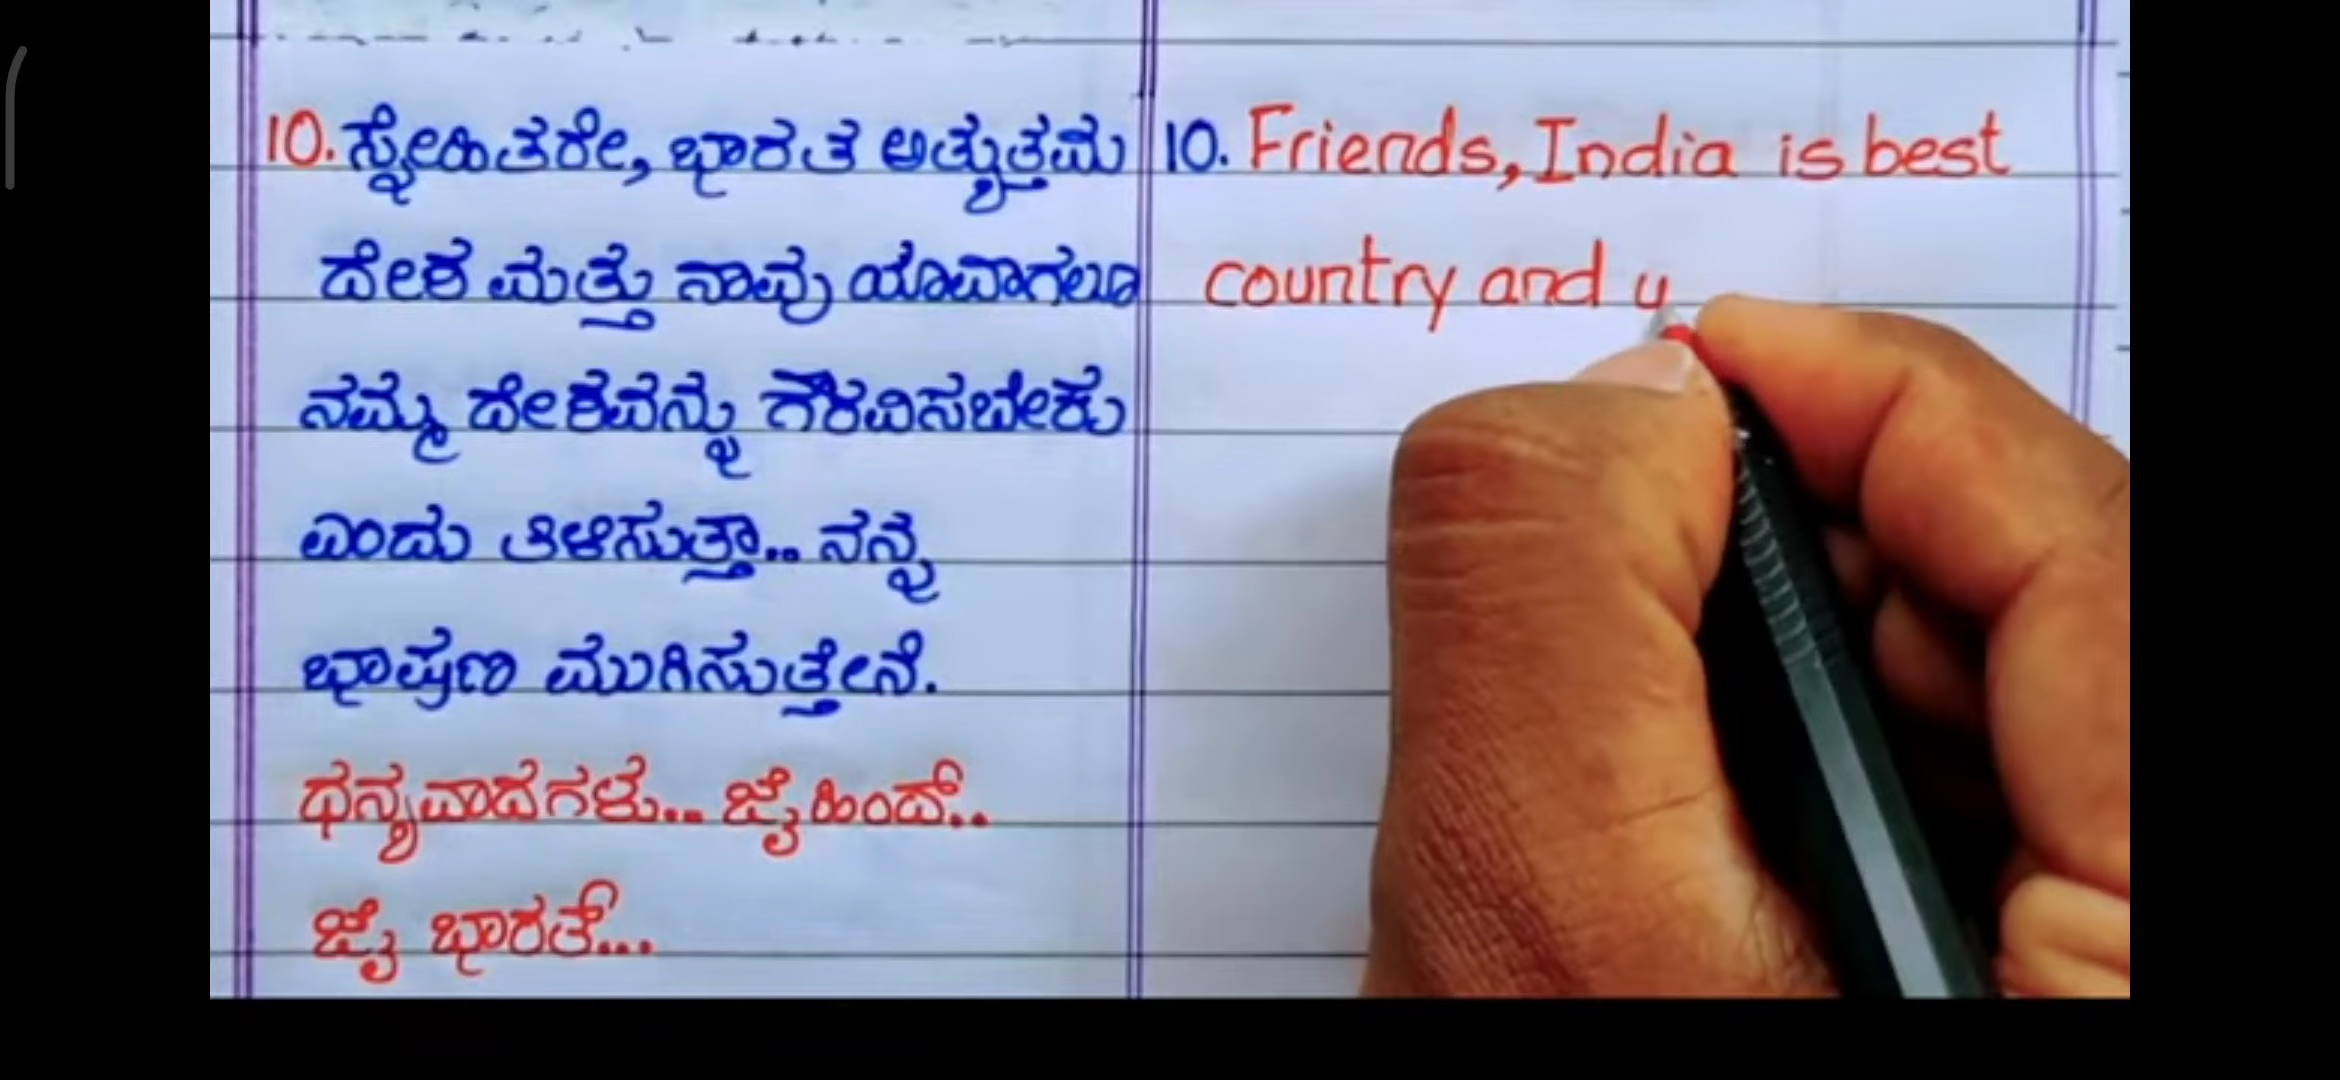 10. ಸ್ನೇಹಿತರೇ, ಭಾರತ ಅತ್ಯುತ್ತಮ
ದೇಶ ಮತ್ತು ನಾವು ಯಾವಾಗಲೂ
ನಮ್ಮ ದೇಶವನ್ನು ಗೌರವಿಸಬೇಕು
ಎಂದು ತಿಳಿಸುತ್ತಾ.. ನನ್ನ
ಭಾಷಣ ಮುಗಿಸುತ್ತೇನೆ.
ಧನ್ಯವಾದಗಳು.. ಜೈ ಹಿಂದ್..
ಜೈ ಭಾರತ್...
10. Friends, India is best
country and